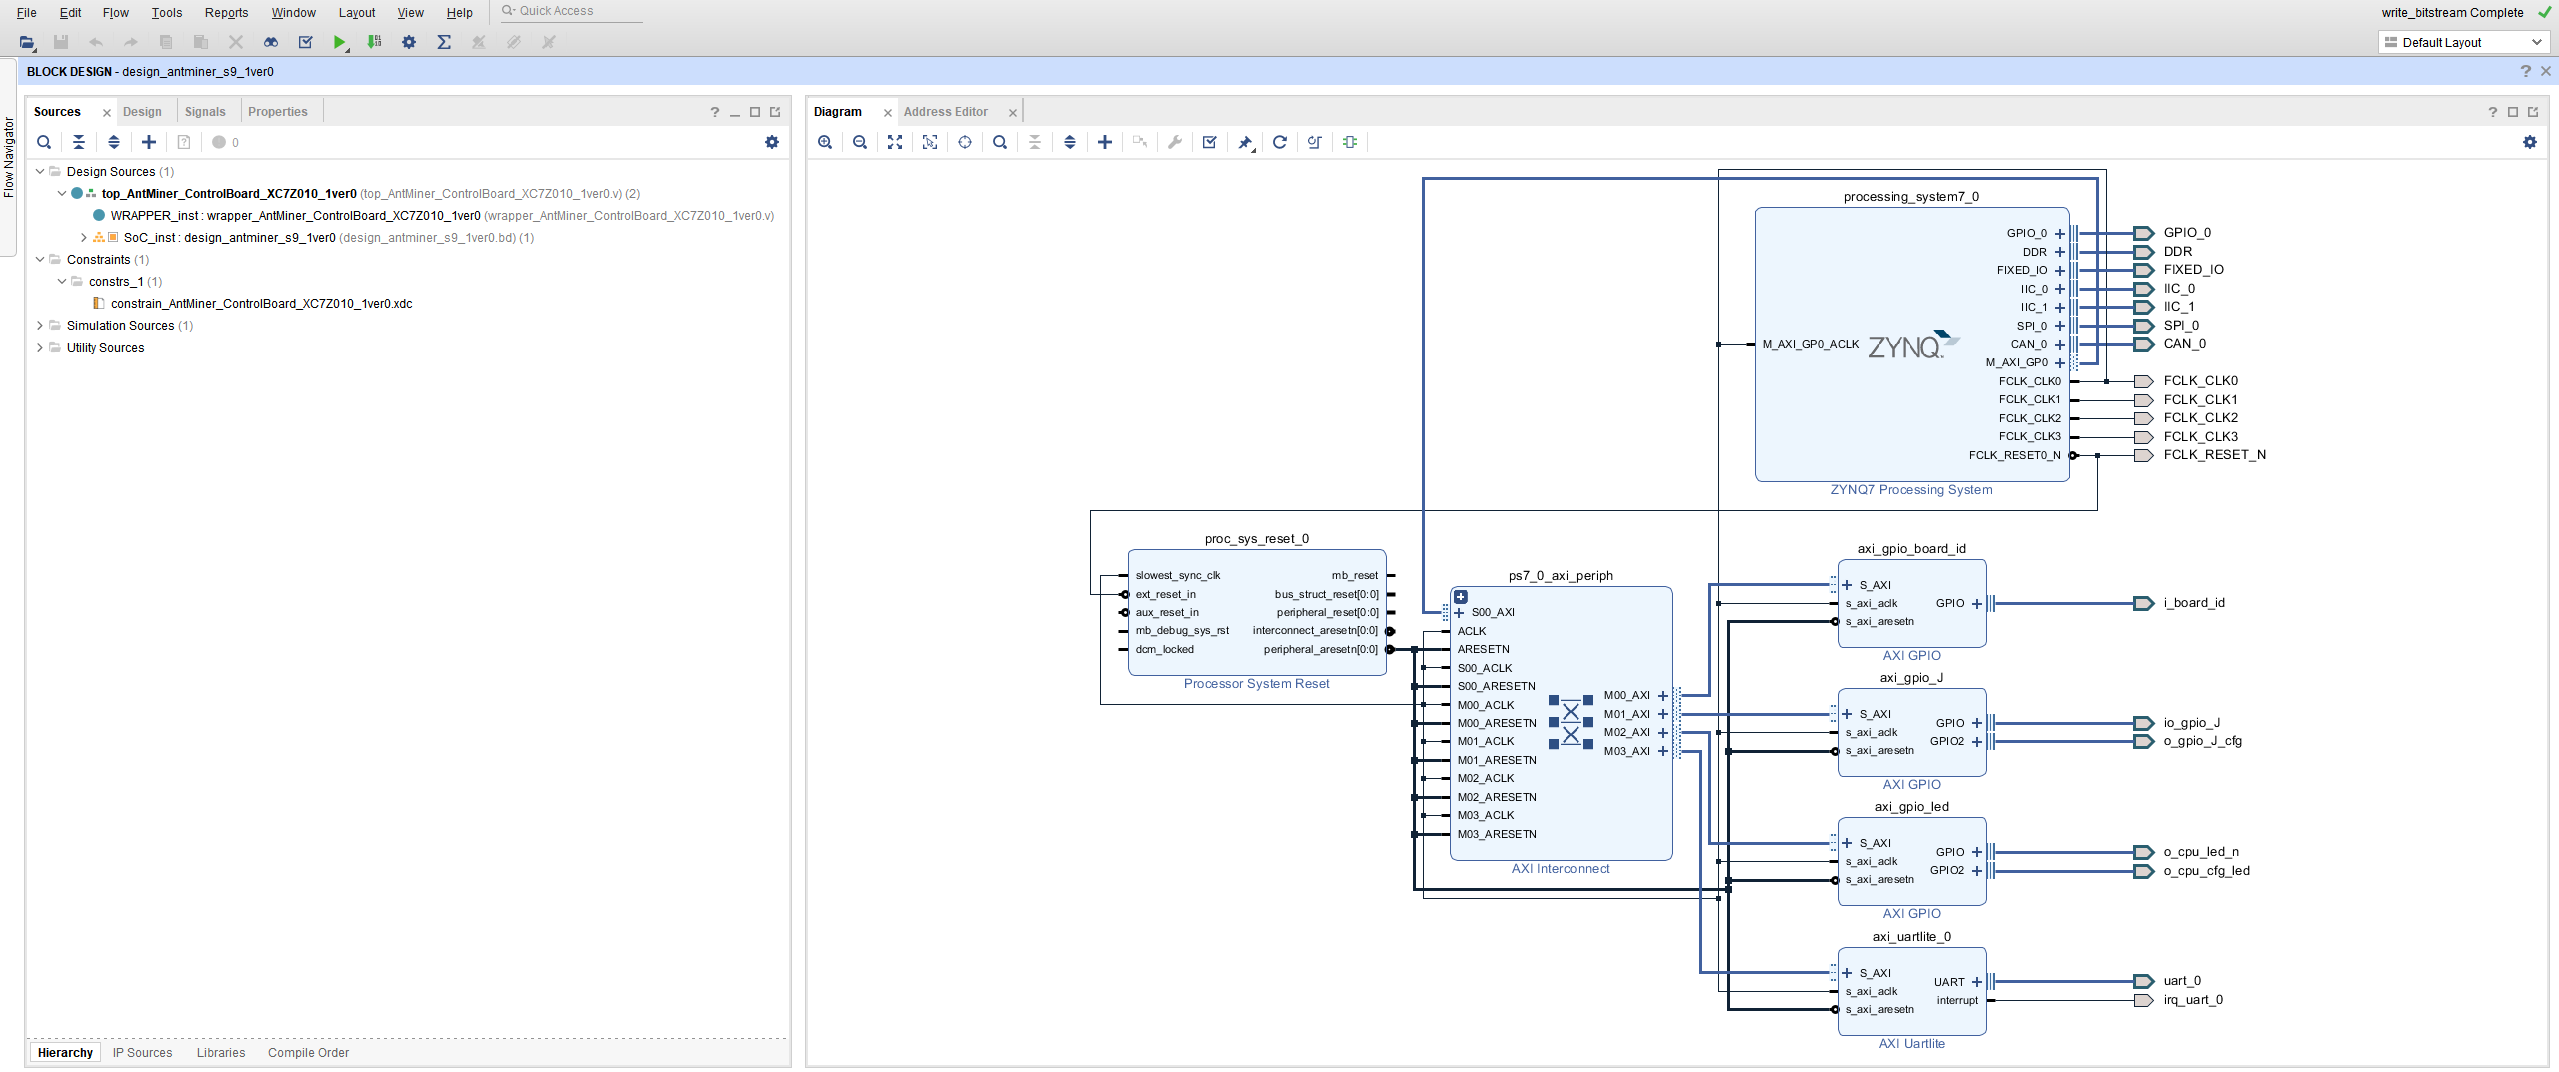 File Edit Flow Tools Reports Window Layout View Help Quick Access
write_bitstream Complete
Default Layout
BLOCK DESIGN - design_antminer_s9_1ver0
Flow Navigator
Sources Design Signals Properties
0
Design Sources (1)
top_AntMiner_ControlBoard_XC7Z010_1ver0 (top_AntMiner_ControlBoard_XC7Z010_1ver0.v) (2)
WRAPPER_inst : wrapper_AntMiner_ControlBoard_XC7Z010_1ver0 (wrapper_AntMiner_ControlBoard_XC7Z010_1ver0.v)
SoC_inst : design_antminer_s9_1ver0 (design_antminer_s9_1ver0.bd) (1)
Constraints (1)
constrs_1 (1)
constrain_AntMiner_ControlBoard_XC7Z010_1ver0.xdc
Simulation Sources (1)
Utility Sources
Hierarchy IP Sources Libraries Compile Order
Diagram Address Editor
processing_system7_0
M_AXI_GP0_ACLK
ZYNQ
GPIO_0
DDR
FIXED_IO
IIC_0
IIC_1
SPI_0
CAN_0
M_AXI_GP0
FCLK_CLK0
FCLK_CLK1
FCLK_CLK2
FCLK_CLK3
FCLK_RESET0_N
ZYNQ7 Processing System
GPIO_0
DDR
FIXED_IO
IIC_0
IIC_1
SPI_0
CAN_0
FCLK_CLK0
FCLK_CLK1
FCLK_CLK2
FCLK_CLK3
FCLK_RESET_N
proc_sys_reset_0
slowest_sync_clk
ext_reset_in
aux_reset_in
mb_debug_sys_rst
dcm_locked
mb_reset
bus_struct_reset[0:0]
peripheral_reset[0:0]
interconnect_aresetn[0:0]
peripheral_aresetn[0:0]
Processor System Reset
ps7_0_axi_periph
S00_AXI
ACLK
ARESETN
S00_ACLK
S00_ARESETN
M00_ACLK
M00_ARESETN
M01_ACLK
M01_ARESETN
M02_ACLK
M02_ARESETN
M03_ACLK
M03_ARESETN
M00_AXI
M01_AXI
M02_AXI
M03_AXI
AXI Interconnect
axi_gpio_board_id
S_AXI
s_axi_aclk
s_axi_aresetn
GPIO
AXI GPIO
i_board_id
axi_gpio_J
S_AXI
s_axi_aclk
s_axi_aresetn
GPIO
GPIO2
AXI GPIO
io_gpio_J
o_gpio_J_cfg
axi_gpio_led
S_AXI
s_axi_aclk
s_axi_aresetn
GPIO
GPIO2
AXI GPIO
o_cpu_led_n
o_cpu_cfg_led
axi_uartlite_0
S_AXI
s_axi_aclk
s_axi_aresetn
UART
interrupt
AXI Uartlite
uart_0
irq_uart_0